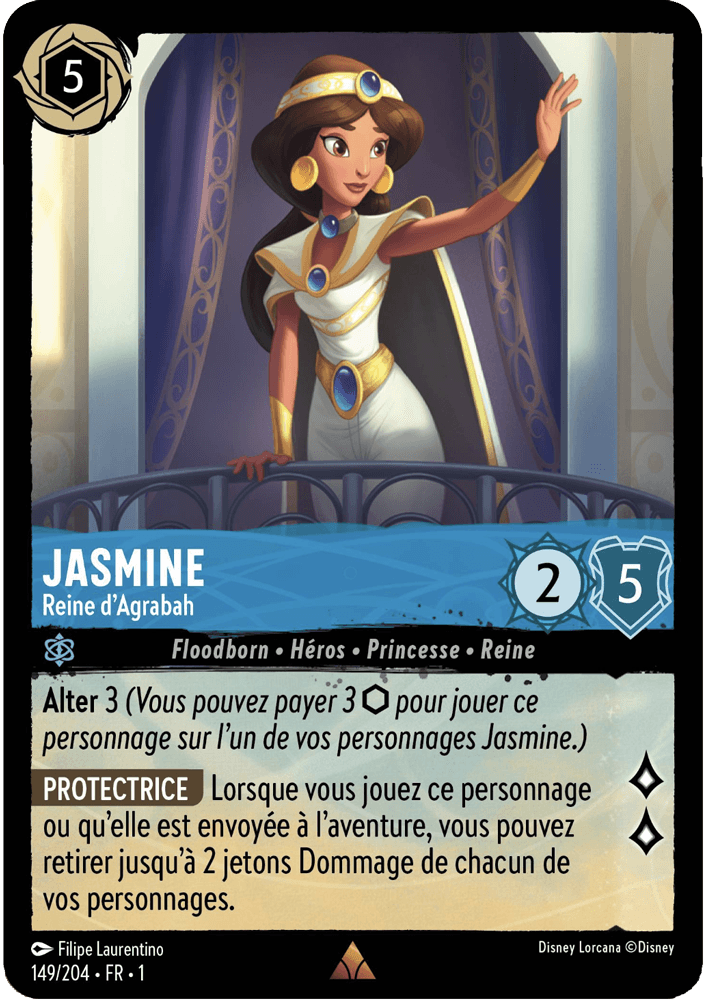 5
JASMINE
Reine d'Agrabah
2
5
Floodborn • Héros • Princesse • Reine
Alter 3 (Vous pouvez payer 3 ⬡ pour jouer ce
personnage sur l'un de vos personnages Jasmine.)
PROTECTRICE Lorsque vous jouez ce personnage
ou qu'elle est envoyée à l'aventure, vous pouvez
retirer jusqu'à 2 jetons Dommage de chacun de
vos personnages.
Filipe Laurentino
Disney Lorcana ©Disney
149/204 • FR • 1